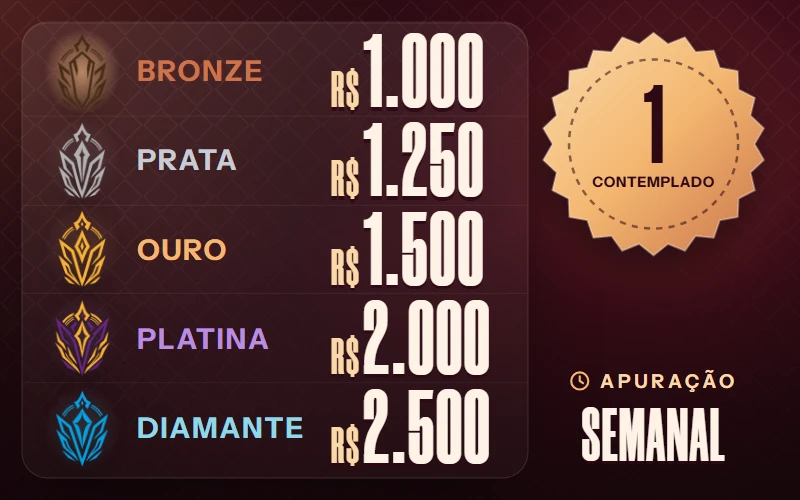 BRONZE R$1.000
PRATA R$1.250
OURO R$1.500
PLATINA R$2.000
DIAMANTE R$2.500
1
CONTEMPLADO
APURAÇÃO
SEMANAL